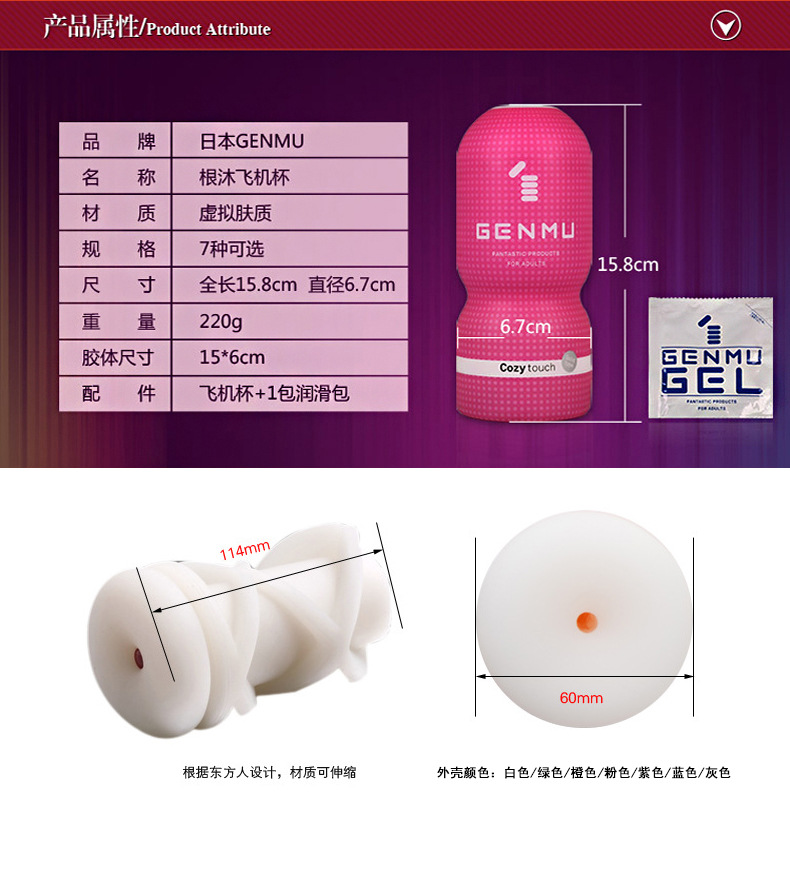 产品属性/Product Attribute
品 牌 日本GENMU
名 称 根沐飞机杯
材 质 虚拟肤质
规 格 7种可选
尺 寸 全长15.8cm 直径6.7cm
重 量 220g
胶体尺寸 15*6cm
配 件 飞机杯+1包润滑包
GENMU
FANTASTIC PRODUCTS
FOR ADULTS
15.8cm
6.7cm
Cozy touch
GENMU
GEL
FANTASTIC PRODUCTS
FOR ADULTS
114mm
60mm
根据东方人设计，材质可伸缩
外壳颜色：白色/绿色/橙色/粉色/紫色/蓝色/灰色